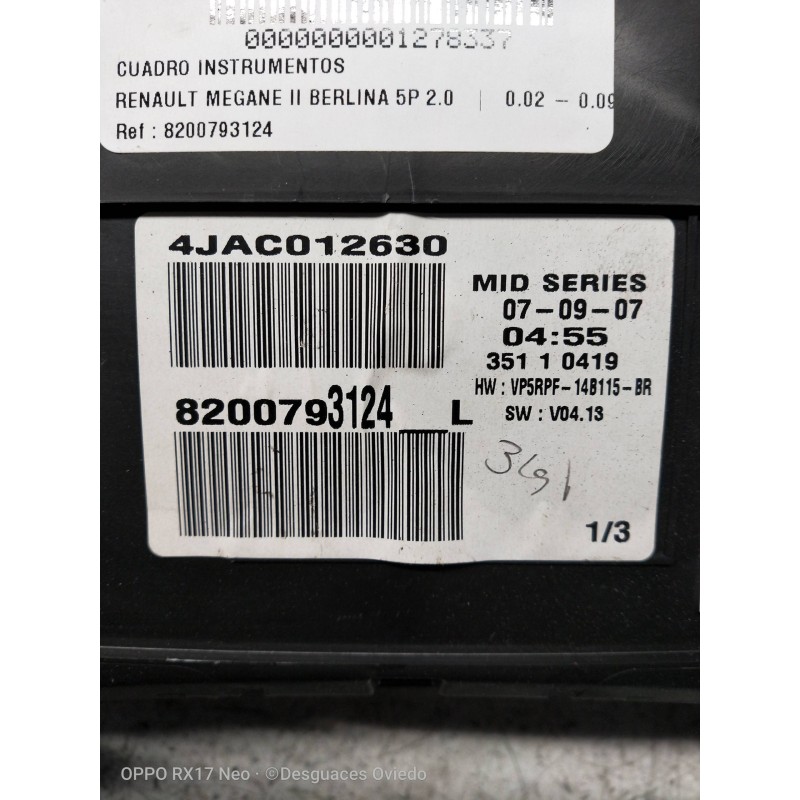 0000000001278337
CUADRO INSTRUMENTOS
RENAULT MEGANE II BERLINA 5P 2.0 | 0.02 - 0.09
Ref : 8200793124
4JAC012630
MID SERIES
07-09-07
04:55
351 1 0419
HW : VP5RPF-14B115-BR
SW : V04.13
8200793124__L
1/3
OPPO RX17 Neo · ©Desguaces Oviedo